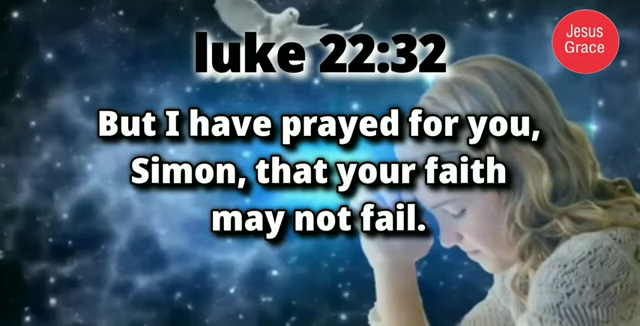 luke 22:32
Jesus
Grace
But I have prayed for you,
Simon, that your faith
may not fail.